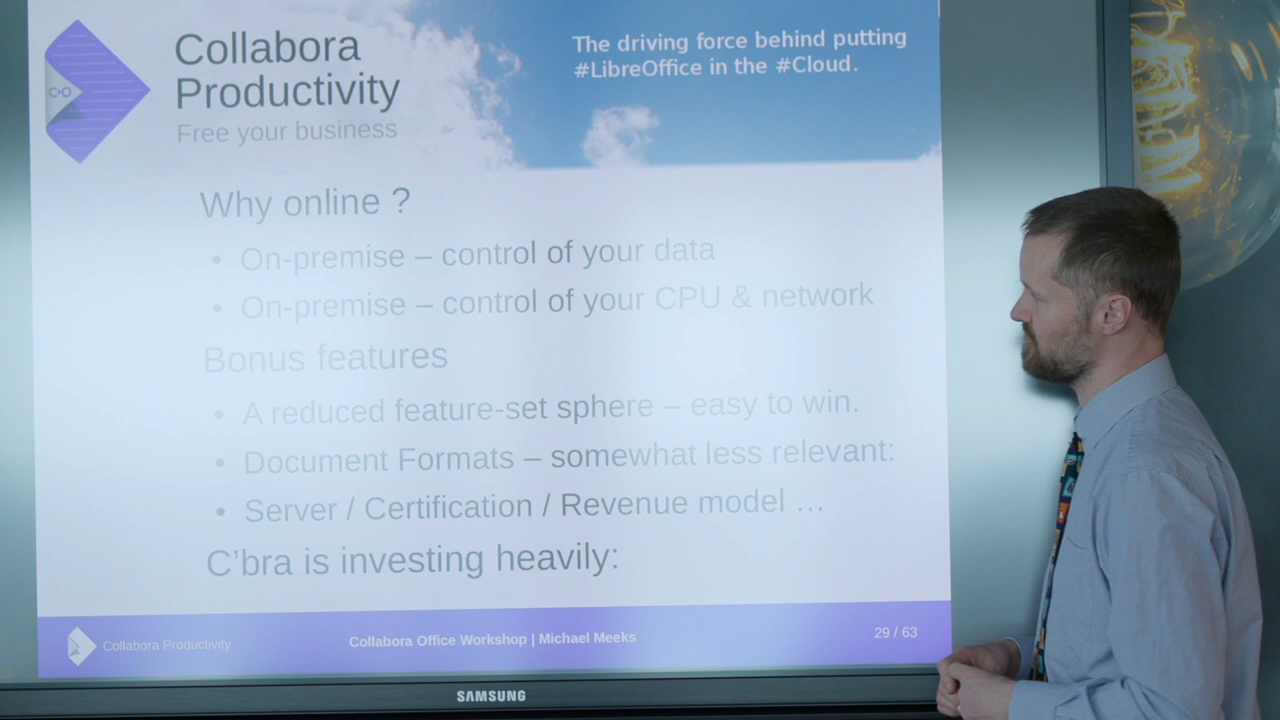 Collabora
Productivity
Free your business
The driving force behind putting
#LibreOffice in the #Cloud.
Why online ?
• On-premise – control of your data
• On-premise – control of your CPU & network
Bonus features
• A reduced feature-set sphere – easy to win.
• Document Formats – somewhat less relevant:
• Server / Certification / Revenue model …
C'bra is investing heavily:
Collabora Productivity
Collabora Office Workshop | Michael Meeks
29 / 63
SAMSUNG